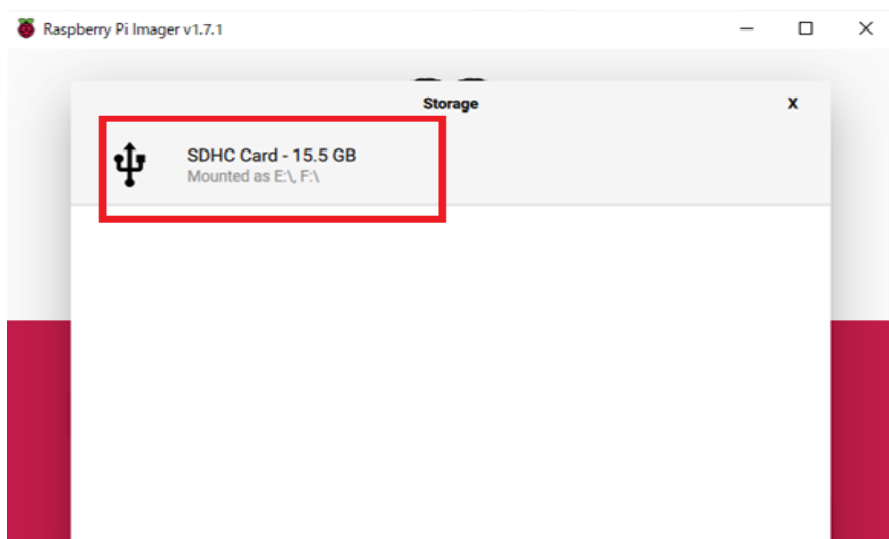 Raspberry Pi Imager v1.7.1
Storage
X
SDHC Card - 15.5 GB
Mounted as E:\, F:\